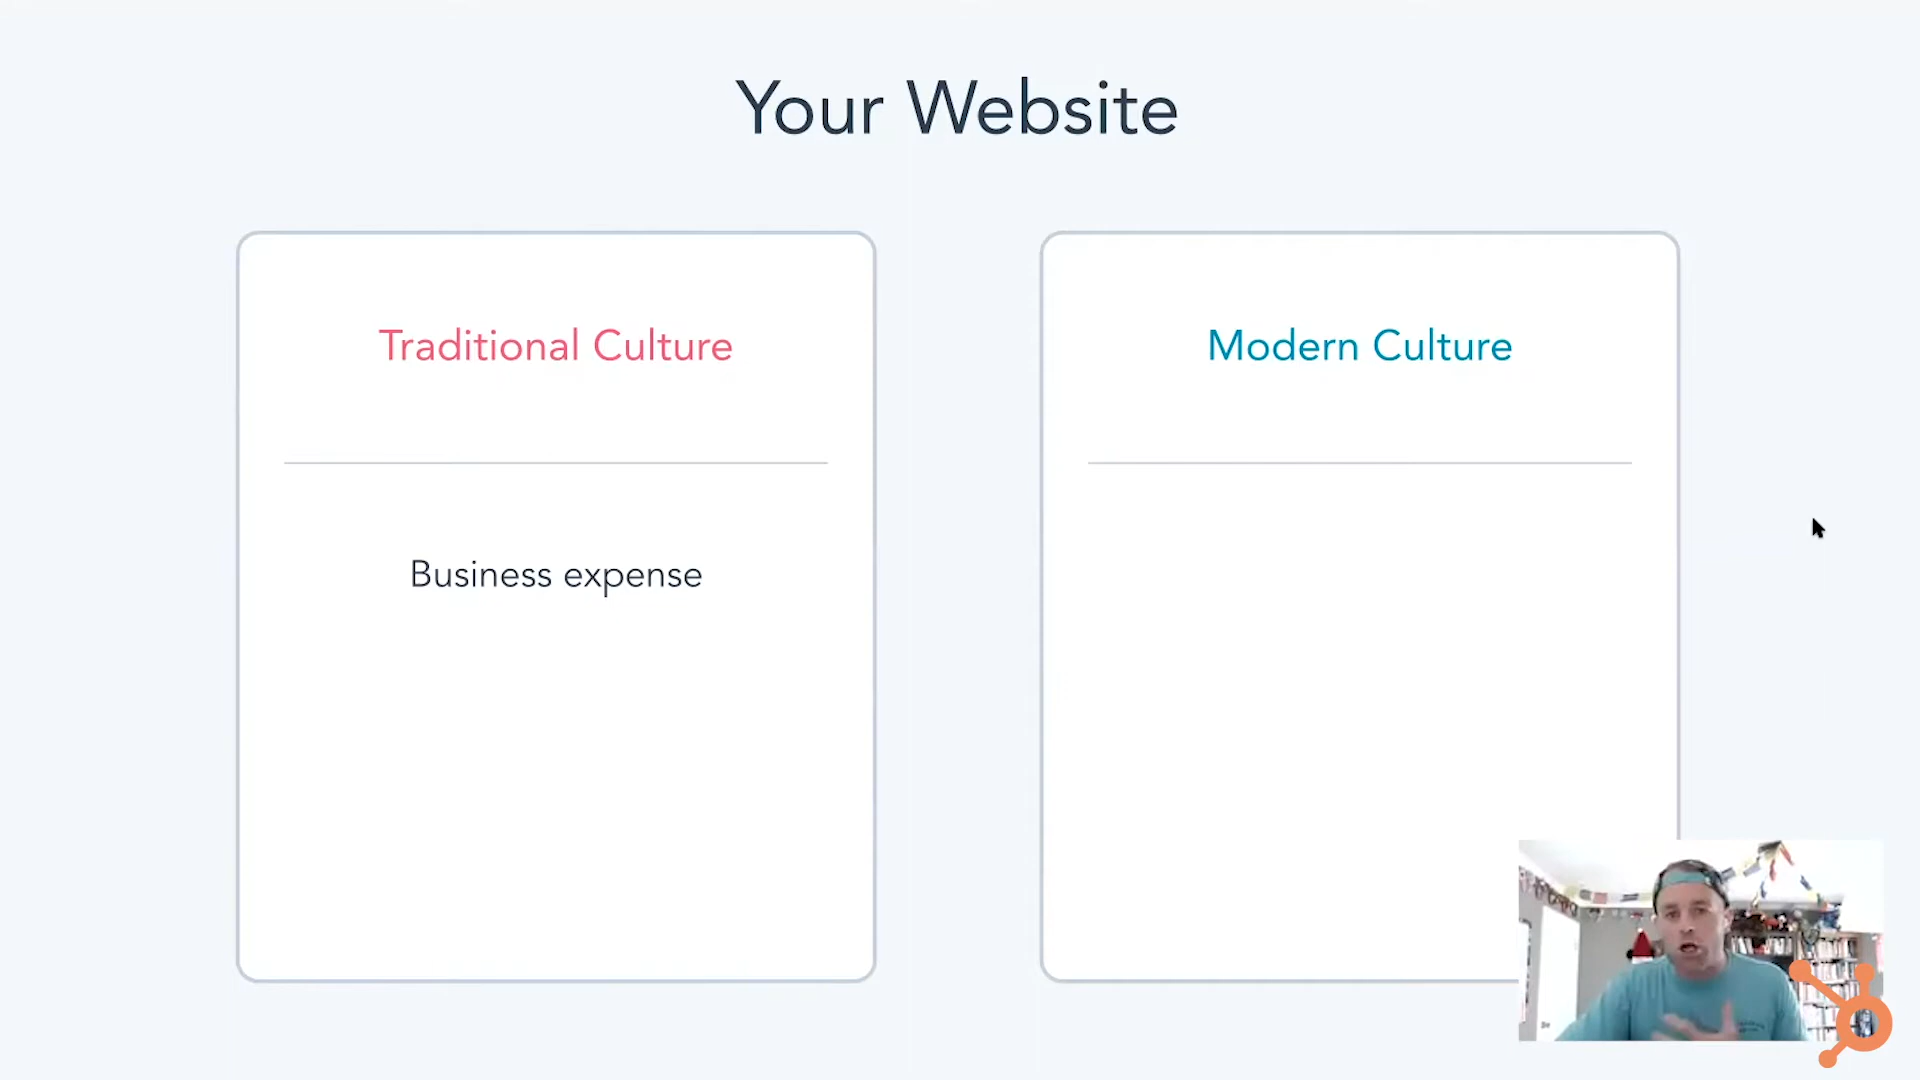 Your Website
Traditional Culture
Business expense
Modern Culture